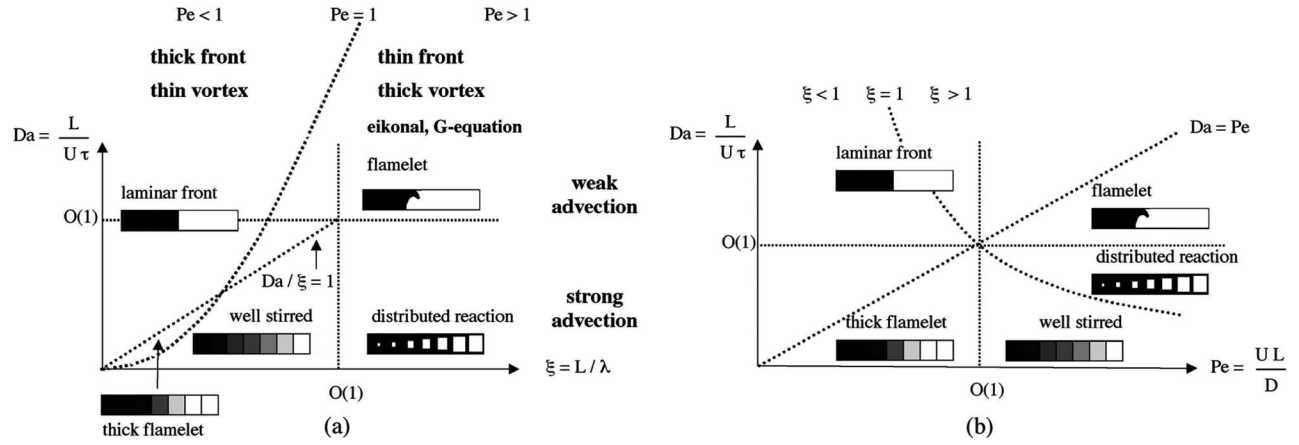 Pe < 1
Pe = 1
Pe > 1
thick front
thin front
thin vortex
thick vortex
eikonal, G-equation
Da = L / U τ
flamelet
laminar front
weak
advection
O(1)
Da / ξ = 1
strong
advection
well stirred
distributed reaction
ξ = L / λ
O(1)
thick flamelet
(a)
ξ < 1
ξ = 1
ξ > 1
Da = L / U τ
Da = Pe
laminar front
flamelet
O(1)
distributed reaction
thick flamelet
well stirred
Pe = U L / D
O(1)
(b)